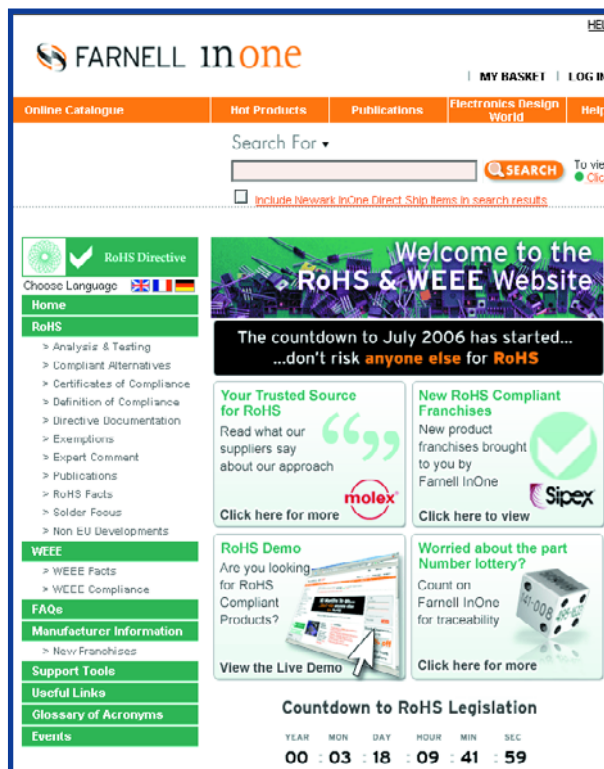 HEL
FARNELL InOne
MY BASKET | LOG IN
Online Catalogue
Hot Products
Publications
Electronics Design World
Help
Search For
SEARCH
To vie
Clic
Include Newark InOne Direct Ship Items in search results
RoHS Directive
Choose Language
Home
RoHS
> Analysis & Testing
> Compliant Alternatives
> Certificates of Compliance
> Definition of Compliance
> Directive Documentation
> Exemptions
> Expert Comment
> Publications
> RoHS Facts
> Solder Focus
> Non EU Developments
WEEE
> WEEE Facts
> WEEE Compliance
FAQs
Manufacturer Information
> New Franchises
Support Tools
Useful Links
Glossary of Acronyms
Events
Welcome to the
RoHS & WEEE Website
The countdown to July 2006 has started...
...don't risk anyone else for RoHS
Your Trusted Source
for RoHS
Read what our
suppliers say
about our approach
molex
Click here for more
New RoHS Compliant
Franchises
New product
franchises brought
to you by
Farnell InOne
Sipex
Click here to view
RoHS Demo
Are you looking
for RoHS
Compliant
Products?
View the Live Demo
Worried about the part
Number lottery?
Count on
Farnell InOne
for traceability
Click here for more
Countdown to RoHS Legislation
YEAR MON DAY HOUR MIN SEC
00 : 03 : 18 : 09 : 41 : 59